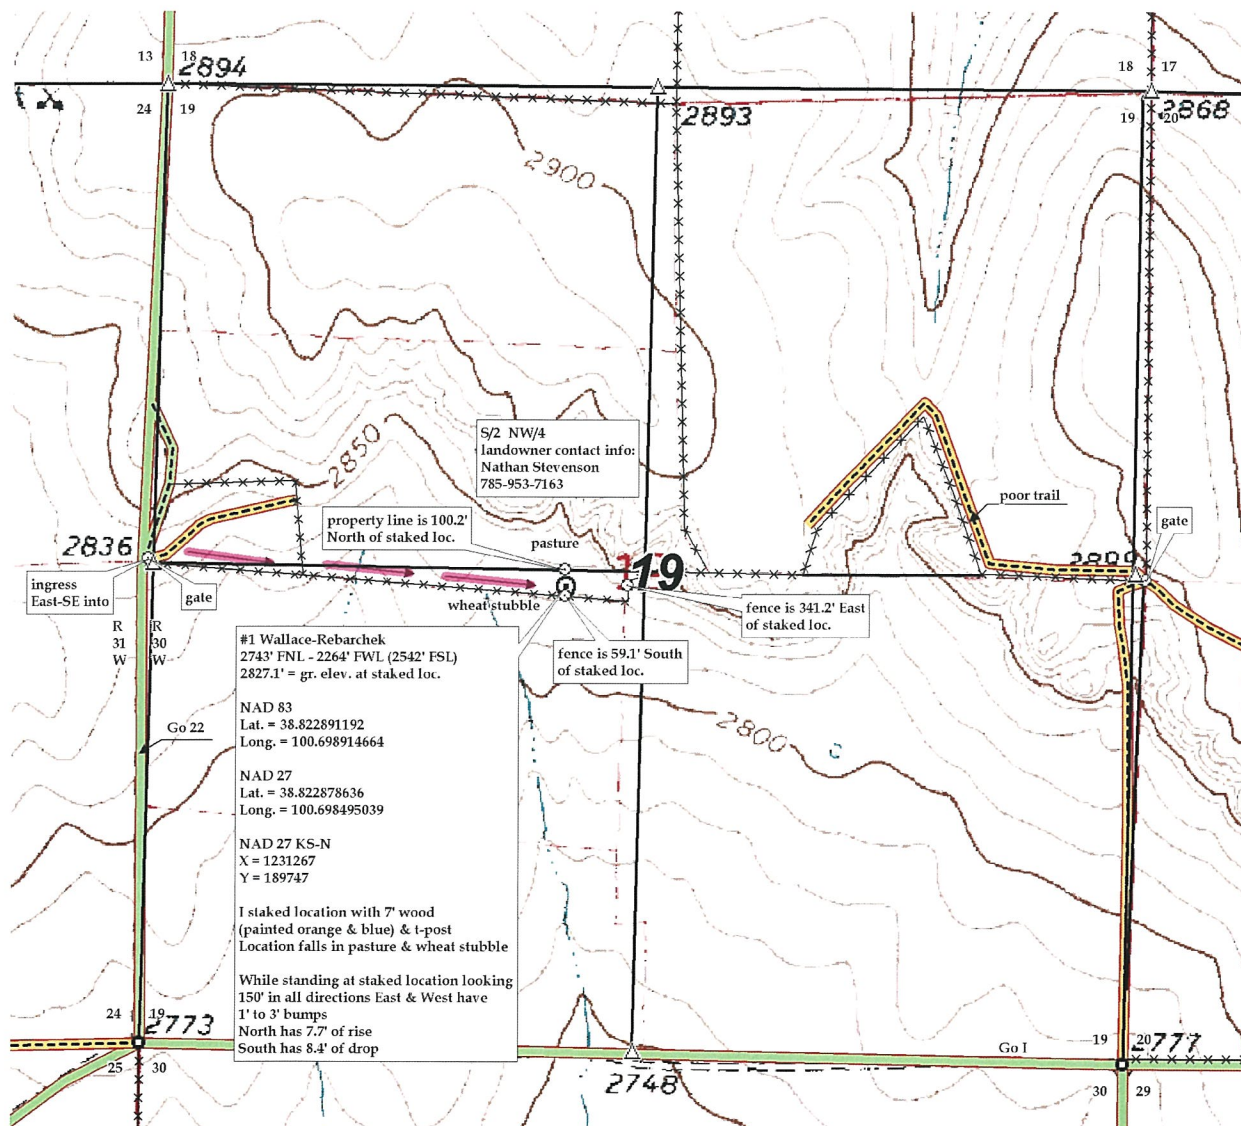 13 18
2894
18 17
24 19
2893
19 20
2868
2900
S/2 NW/4
landowner contact info:
Nathan Stevenson
785-953-7163
2850
poor trail
property line is 100.2'
North of staked loc.
gate
pasture
2836
19
ingress
East-SE into
gate
wheat stubble
fence is 341.2' East
of staked loc.
R R
31 30
W W
fence is 59.1' South
of staked loc.
#1 Wallace-Rebarchek
2743' FNL - 2264' FWL (2542' FSL)
2827.1' = gr. elev. at staked loc.
NAD 83
Lat. = 38.822891192
Long. = 100.698914664
NAD 27
Lat. = 38.822878636
Long. = 100.698495039
NAD 27 KS-N
X = 1231267
Y = 189747
I staked location with 7' wood
(painted orange & blue) & t-post
Location falls in pasture & wheat stubble
While standing at staked location looking
150' in all directions East & West have
1' to 3' bumps
North has 7.7' of rise
South has 8.4' of drop
Go 22
2800
24 19
2773
25 30
2748
Go I
19 20
2777
30 29